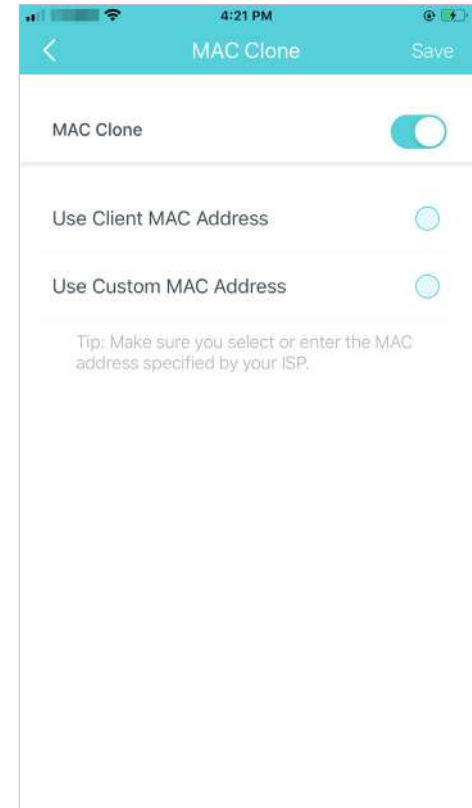 4:21 PM
MAC Clone
Save
MAC Clone
Use Client MAC Address
Use Custom MAC Address
Tip: Make sure you select or enter the MAC
address specified by your ISP.